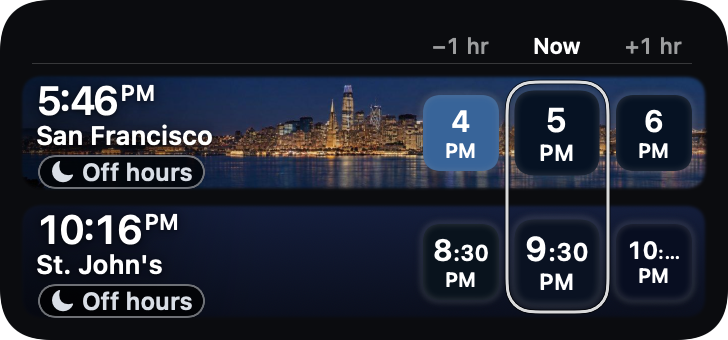 −1 hr Now +1 hr
5:46PM
San Francisco
Off hours
4 PM
5 PM
6 PM
10:16PM
St. John's
Off hours
8:30 PM
9:30 PM
10:... PM